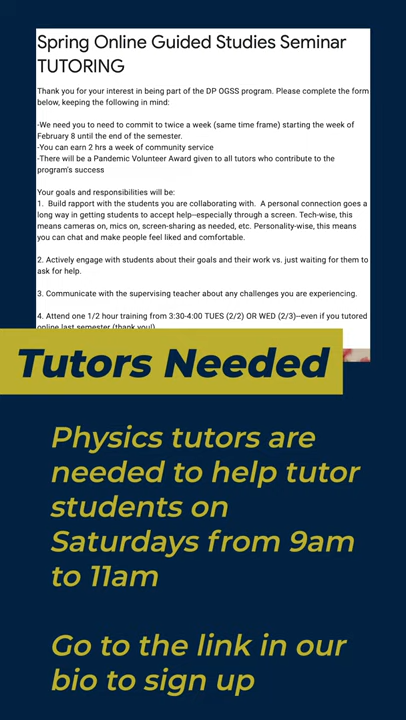 Spring Online Guided Studies Seminar
TUTORING
Thank you for your interest in being part of the DP OGSS program. Please complete the form
below, keeping the following in mind:
-We need you to need to commit to twice a week (same time frame) starting the week of
February 8 until the end of the semester.
-You can earn 2 hrs a week of community service
-There will be a Pandemic Volunteer Award given to all tutors who contribute to the
program's success
Your goals and responsibilities will be:
1. Build rapport with the students you are collaborating with. A personal connection goes a
long way in getting students to accept help--especially through a screen. Tech-wise, this
means cameras on, mics on, screen-sharing as needed, etc. Personality-wise, this means
you can chat and make people feel liked and comfortable.
2. Actively engage with students about their goals and their work vs. just waiting for them to
ask for help.
3. Communicate with the supervising teacher about any challenges you are experiencing.
4. Attend one 1/2 hour training from 3:30-4:00 TUES (2/2) OR WED (2/3)--even if you tutored
online last semester (thank you!)
Tutors Needed
Physics tutors are
needed to help tutor
students on
Saturdays from 9am
to 11am
Go to the link in our
bio to sign up